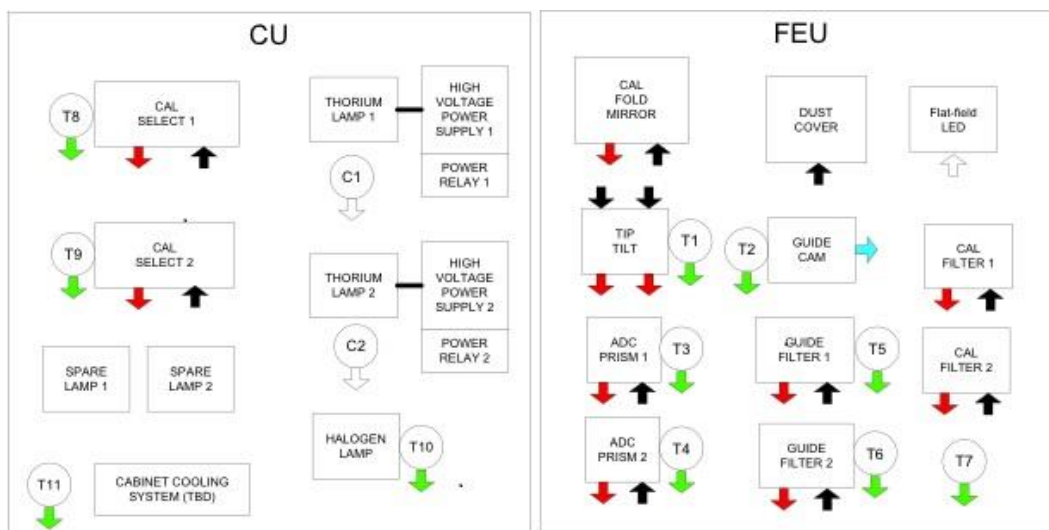 CU
T8
CAL
SELECT 1
THORIUM
LAMP 1
HIGH
VOLTAGE
POWER
SUPPLY 1
POWER
RELAY 1
C1
T9
CAL
SELECT 2
THORIUM
LAMP 2
HIGH
VOLTAGE
POWER
SUPPLY 2
POWER
RELAY 2
C2
SPARE
LAMP 1
SPARE
LAMP 2
HALOGEN
LAMP
T10
T11
CABINET COOLING
SYSTEM (TBD)
FEU
CAL
FOLD
MIRROR
DUST
COVER
Flat-field
LED
TIP
TILT
T1
T2
GUIDE
CAM
CAL
FILTER 1
ADC
PRISM 1
T3
GUIDE
FILTER 1
T5
CAL
FILTER 2
ADC
PRISM 2
T4
GUIDE
FILTER 2
T6
T7